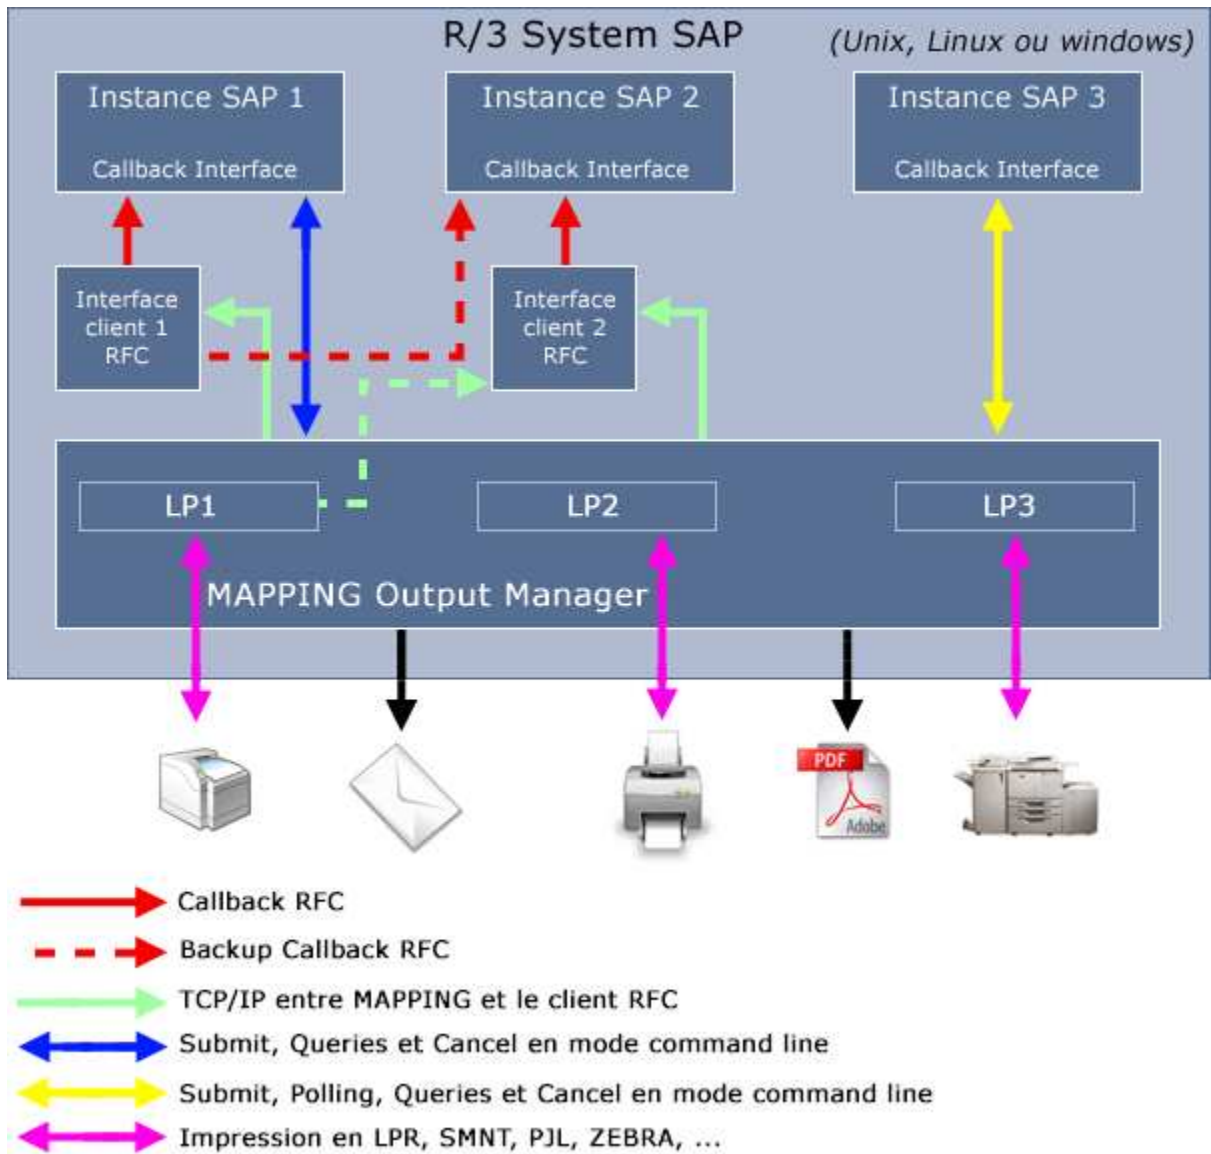 R/3 System SAP
(Unix, Linux ou windows)
Instance SAP 1
Callback Interface
Instance SAP 2
Callback Interface
Instance SAP 3
Callback Interface
Interface
client 1
RFC
Interface
client 2
RFC
LP1
LP2
LP3
MAPPING Output Manager
PDF
Adobe
Callback RFC
Backup Callback RFC
TCP/IP entre MAPPING et le client RFC
Submit, Queries et Cancel en mode command line
Submit, Polling, Queries et Cancel en mode command line
Impression en LPR, SMNT, PJL, ZEBRA, ...